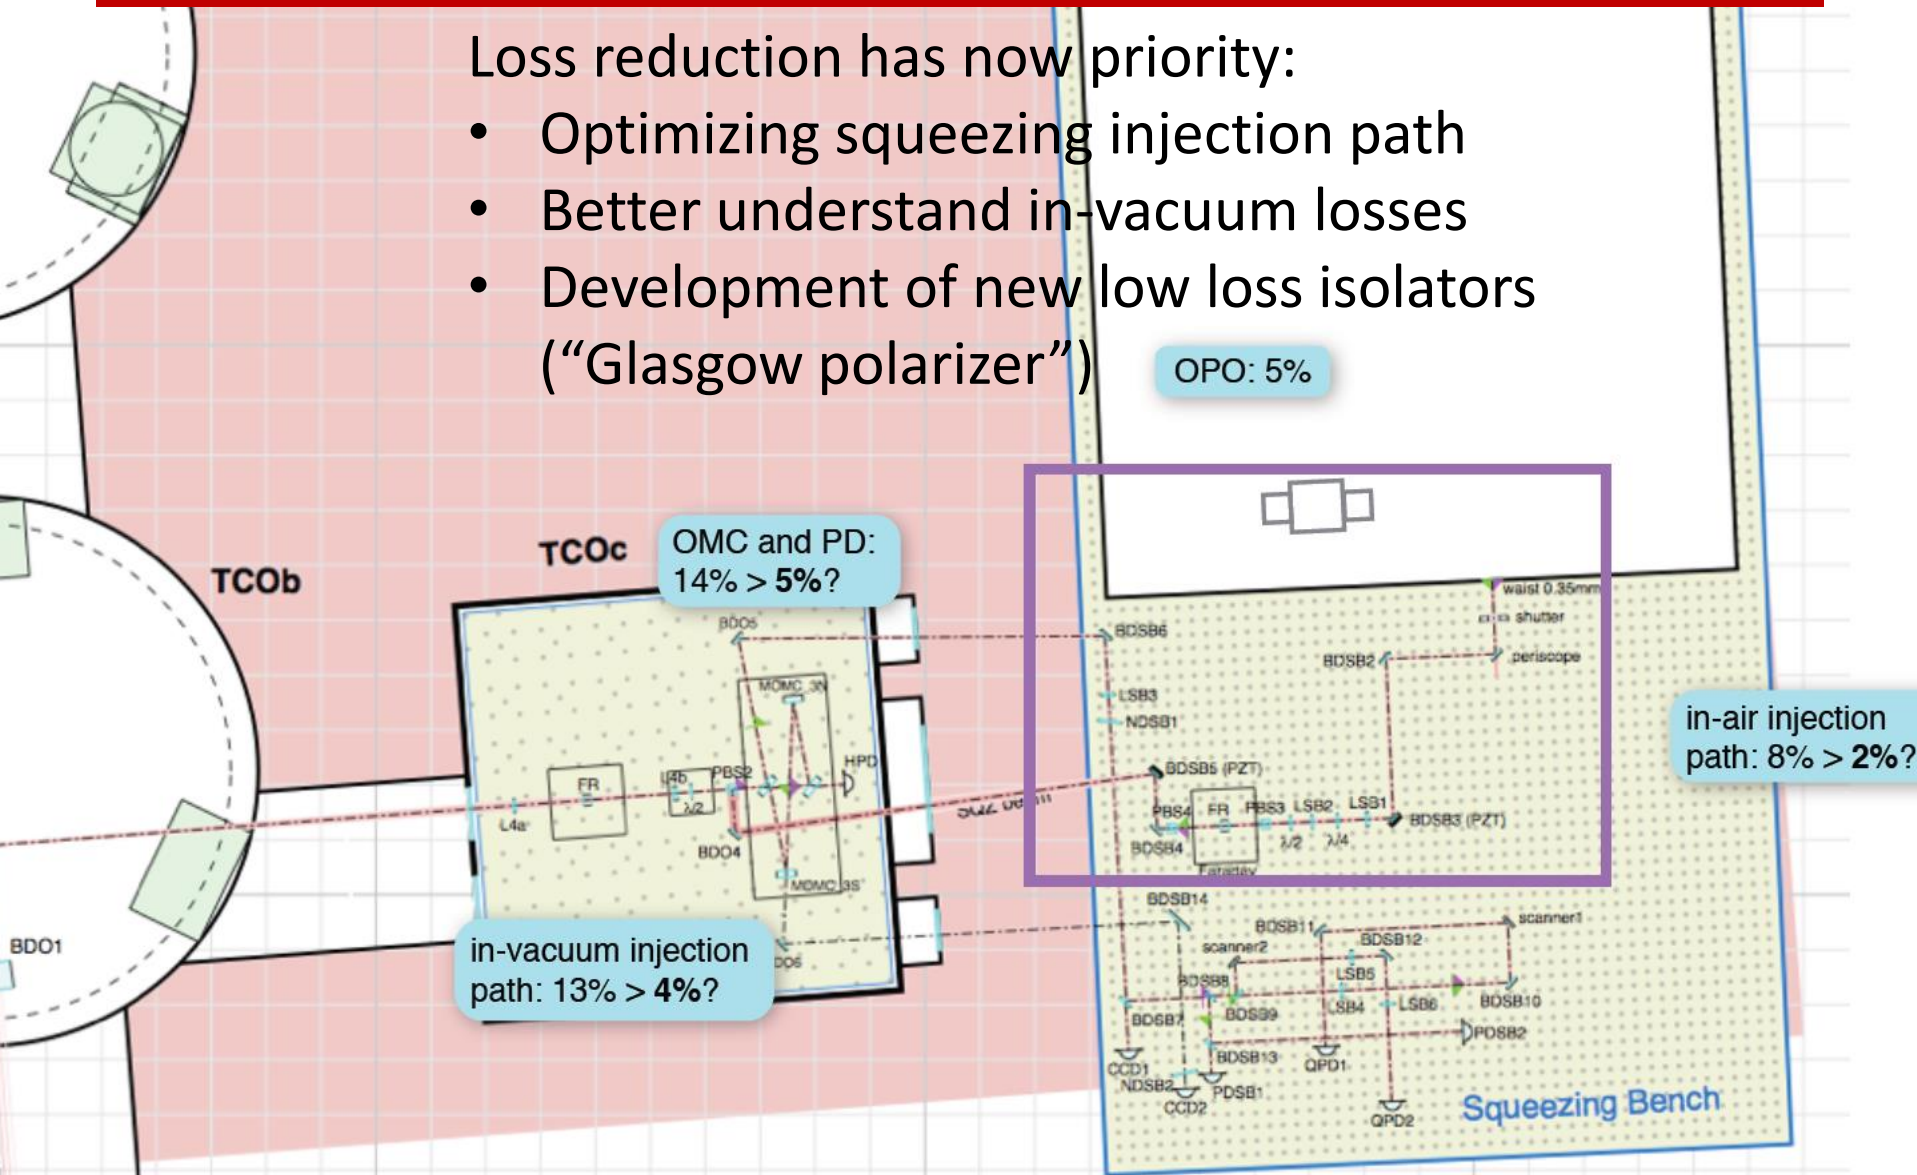 Loss reduction has now priority:
• Optimizing squeezing injection path
• Better understand in-vacuum losses
• Development of new low loss isolators
(“Glasgow polarizer”)
OPO: 5%
TCOc
OMC and PD:
14% > 5%?
TCOb
waist 0.35mm
shutter
periscope
BDO5
BDSB6
BDSB2
MOMC_3N
LSB3
NDSB1
in-air injection
path: 8% > 2%?
HPD
PBS2
L4b
FR
λ/2
L4a
BDO4
MOMC_3S
BDSB5 (PZT)
PBS4 FR PBS3 LSB2 LSB1
BDSB3 (PZT)
BDSB4
λ/2 λ/4
Faraday
BDO1
in-vacuum injection
path: 13% > 4%?
BDSB14
BDSB11
scanner1
scanner2
BDSB12
LSB5
BDSB8
LSB4
LSB6
BDSB10
BDSB7
BDSB9
PDSB2
BDSB13
QPD1
CCD1
NDSB2
PDSB1
CCD2
QPD2
Squeezing Bench